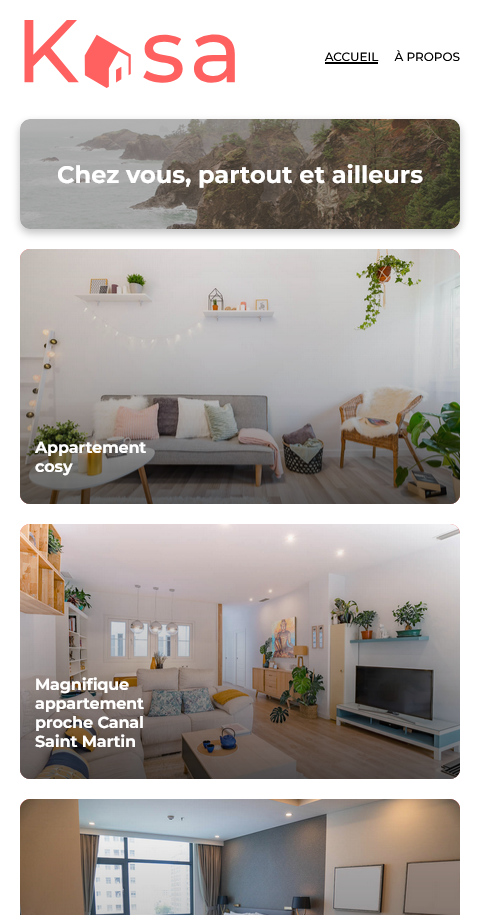 Kasa
ACCUEIL À PROPOS
Chez vous, partout et ailleurs
Appartement
cosy
Magnifique
appartement
proche Canal
Saint Martin